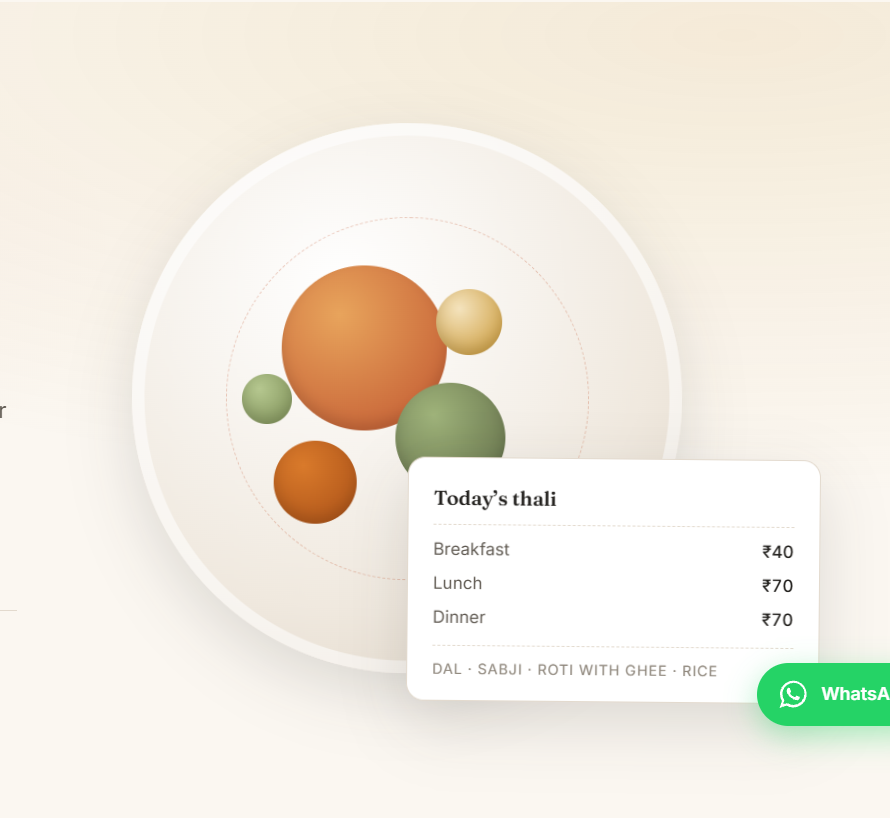 r
Today’s thali
Breakfast ₹40
Lunch ₹70
Dinner ₹70
DAL · SABJI · ROTI WITH GHEE · RICE
WhatsA